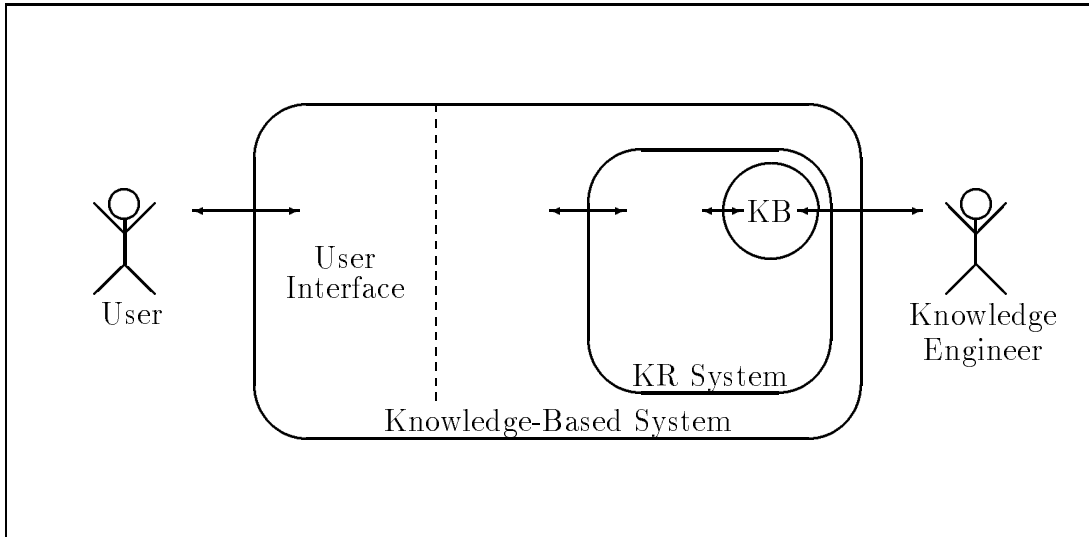 KB
User
Interface
User
Knowledge
Engineer
KR System
Knowledge-Based System